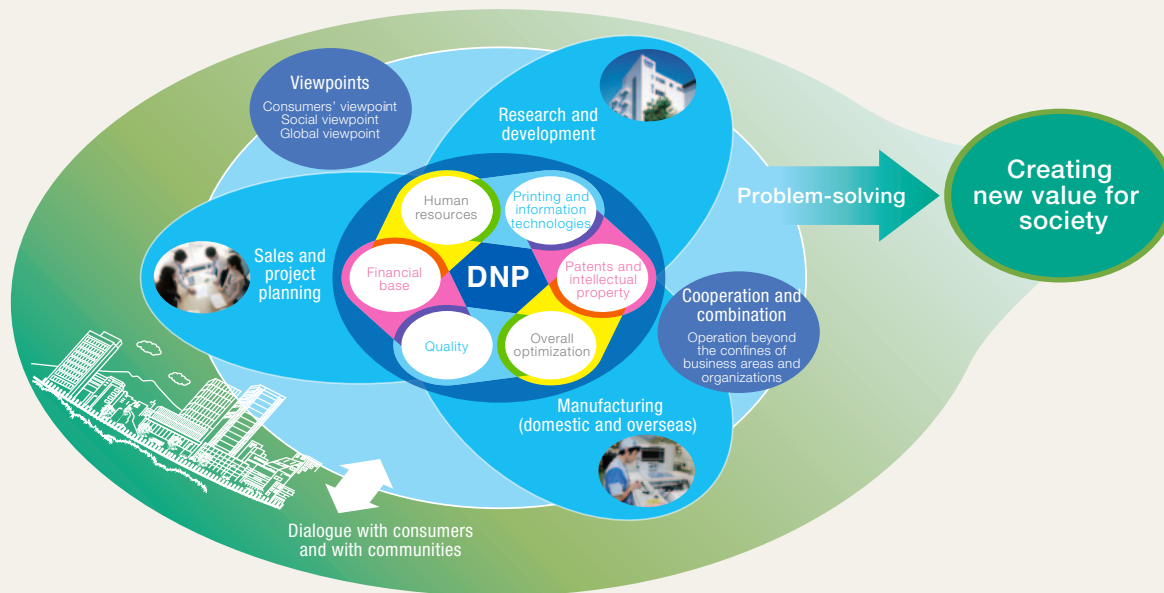 Viewpoints
Consumers' viewpoint
Social viewpoint
Global viewpoint
Research and
development
Human
resources
Printing and
information
technologies
Sales and
project
planning
Financial
base
DNP
Patents and
intellectual
property
Quality
Overall
optimization
Manufacturing
(domestic and overseas)
Cooperation and
combination
Operation beyond
the confines of
business areas and
organizations
Problem-solving
Creating
new value for
society
Dialogue with consumers
and with communities